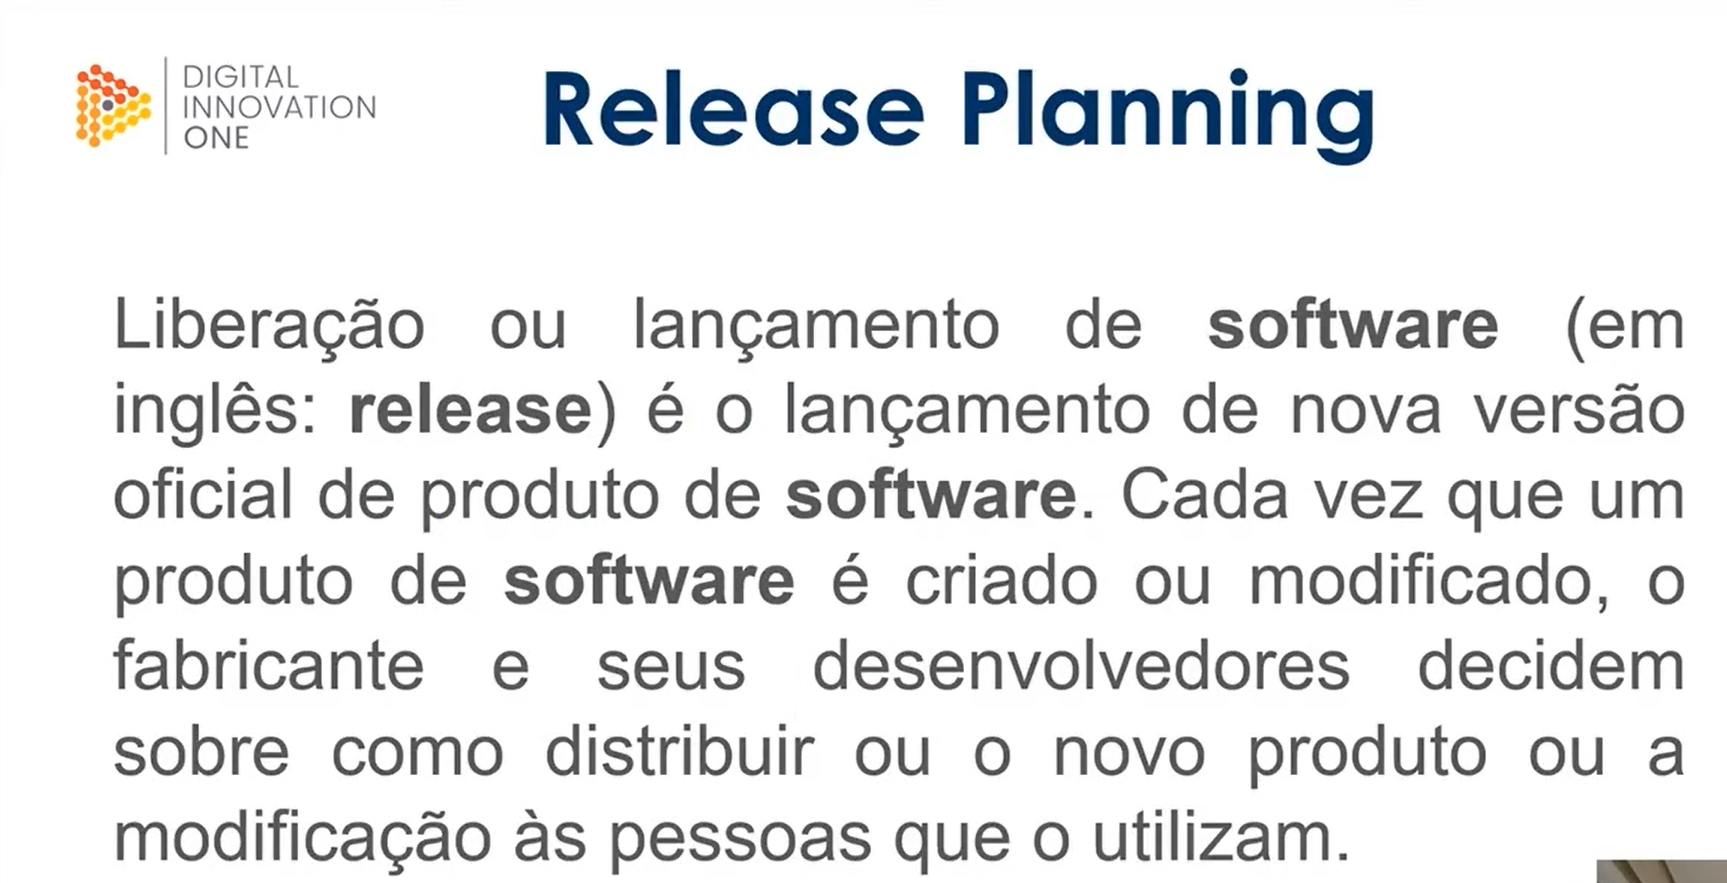 DIGITAL
INNOVATION
ONE
Release Planning
Liberação ou lançamento de software (em
inglês: release) é o lançamento de nova versão
oficial de produto de software. Cada vez que um
produto de software é criado ou modificado, o
fabricante e seus desenvolvedores decidem
sobre como distribuir ou o novo produto ou a
modificação às pessoas que o utilizam.